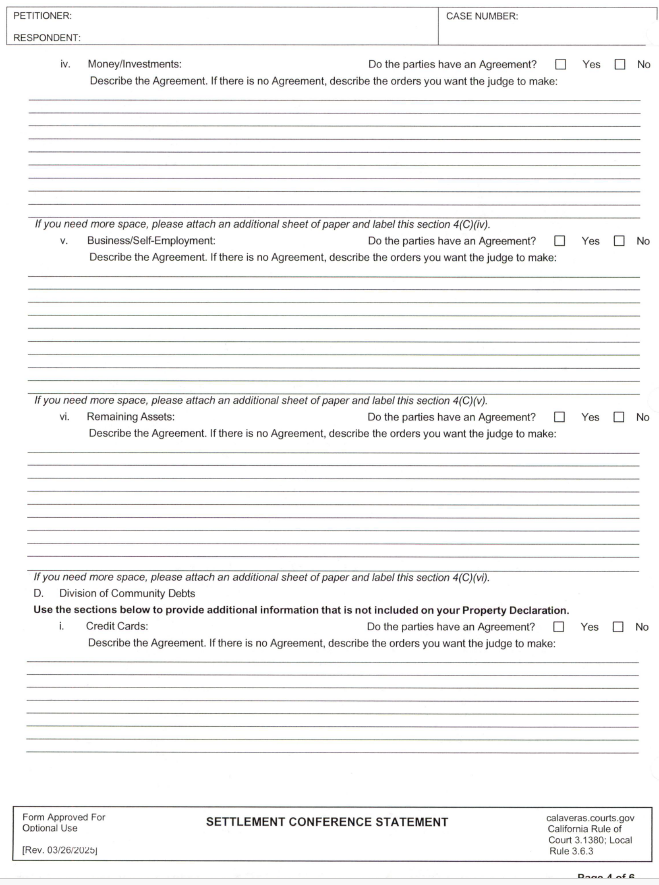 PETITIONER:
CASE NUMBER:
RESPONDENT:
iv. Money/Investments: Do the parties have an Agreement? Yes No
Describe the Agreement. If there is no Agreement, describe the orders you want the judge to make:
If you need more space, please attach an additional sheet of paper and label this section 4(C)(iv).
v. Business/Self-Employment: Do the parties have an Agreement? Yes No
Describe the Agreement. If there is no Agreement, describe the orders you want the judge to make:
If you need more space, please attach an additional sheet of paper and label this section 4(C)(v).
vi. Remaining Assets: Do the parties have an Agreement? Yes No
Describe the Agreement. If there is no Agreement, describe the orders you want the judge to make:
If you need more space, please attach an additional sheet of paper and label this section 4(C)(vi).
D. Division of Community Debts
Use the sections below to provide additional information that is not included on your Property Declaration.
i. Credit Cards: Do the parties have an Agreement? Yes No
Describe the Agreement. If there is no Agreement, describe the orders you want the judge to make:
Form Approved For
Optional Use
[Rev. 03/26/2025]
SETTLEMENT CONFERENCE STATEMENT
calaveras.courts.gov
California Rule of
Court 3.1380; Local
Rule 3.6.3
Page 4 of 6